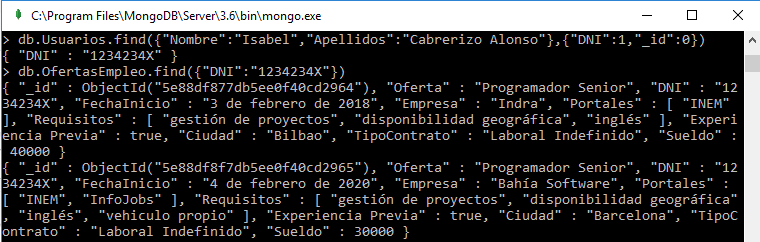 C:\Program Files\MongoDB\Server\3.6\bin\mongo.exe
> db.Usuarios.find({"Nombre":"Isabel","Apellidos":"Cabrerizo Alonso"},{"DNI":1,"_id":0})
{ "DNI" : "1234234X" }
> db.OfertasEmpleo.find({"DNI":"1234234X"})
{ "_id" : ObjectId("5e88df877db5ee0f40cd2964"), "Oferta" : "Programador Senior", "DNI" : "12
34234X", "FechaInicio" : "3 de febrero de 2018", "Empresa" : "Indra", "Portales" : [ "INEM"
], "Requisitos" : [ "gestión de proyectos", "disponibilidad geográfica", "inglés" ], "Experi
encia Previa" : true, "Ciudad" : "Bilbao", "TipoContrato" : "Laboral Indefinido", "Sueldo" :
40000 }
{ "_id" : ObjectId("5e88df8f7db5ee0f40cd2965"), "Oferta" : "Programador Senior", "DNI" : "12
34234X", "FechaInicio" : "4 de febrero de 2020", "Empresa" : "Bahía Software", "Portales" :
[ "INEM", "InfoJobs" ], "Requisitos" : [ "gestión de proyectos", "disponibilidad geográfica"
, "inglés", "vehiculo propio" ], "Experiencia Previa" : true, "Ciudad" : "Barcelona", "TipoC
ontrato" : "Laboral Indefinido", "Sueldo" : 30000 }